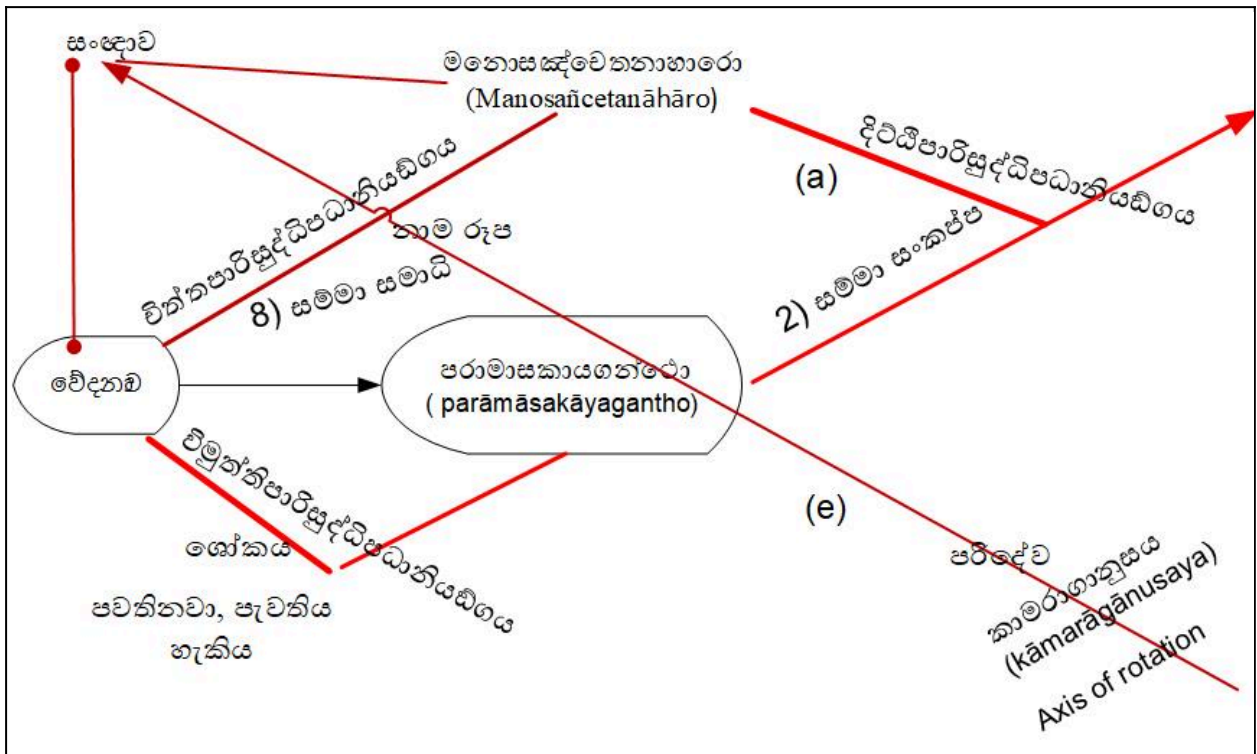 සංඥාව
මනොසඤ්චෙතනාහාරො
(Manosañcetanāhāro)
දිට්ඨිපාරිසුද්ධිපධානියඞ්ගය
(a)
චිත්තපාරිසුද්ධිපධානියඞ්ගය
නාම රූප
8) සම්මා සමාධි
2) සම්මා සංකප්ප
වේදනාව
පරාමාසකායගන්ථො
( parāmāsakāyagantho)
විමුත්තිපාරිසුද්ධිපධානියඞ්ගය
(e)
ශෝකය
පරිදේව
කාමරාගානුසය
(kāmarāgānusaya)
Axis of rotation
පවතිනවා, පැවතිය
හැකිය